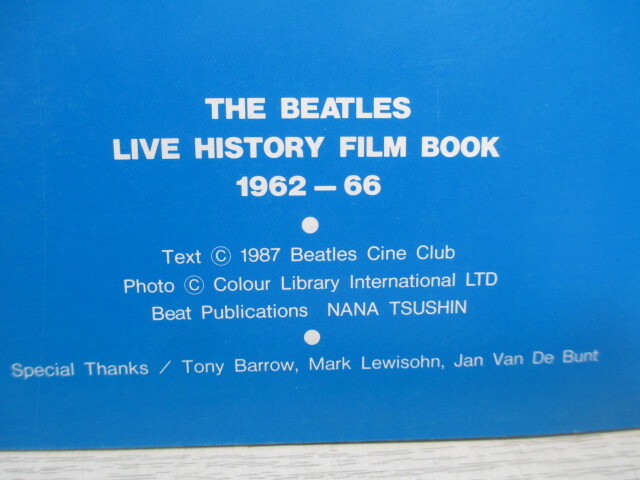 THE BEATLES
LIVE HISTORY FILM BOOK
1962 – 66
Text © 1987 Beatles Cine Club
Photo © Colour Library International LTD
Beat Publications NANA TSUSHIN
Special Thanks / Tony Barrow, Mark Lewisohn, Jan Van De Bunt